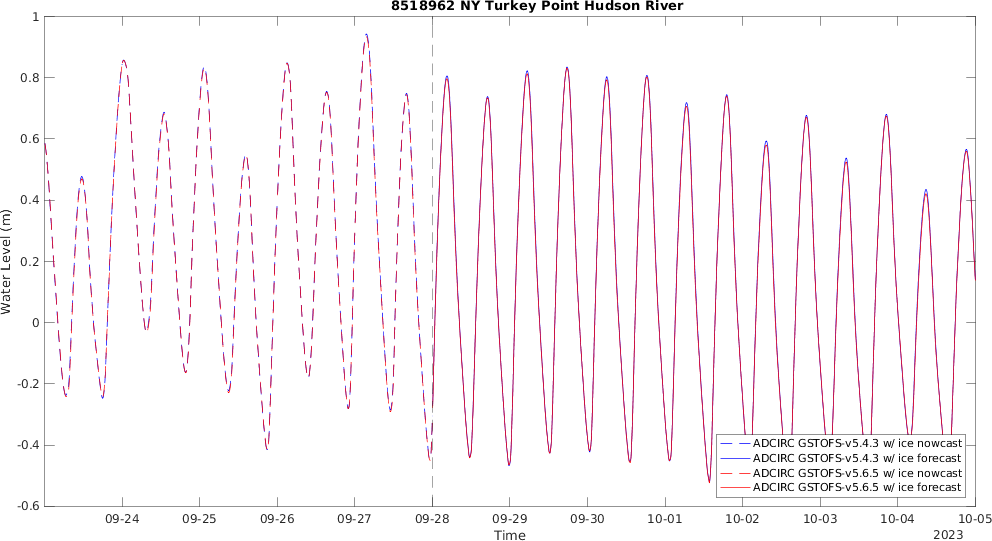 8518962 NY Turkey Point Hudson River
1
0.8
0.6
0.4
0.2
0
-0.2
-0.4
-0.6
Water Level (m)
ADCIRC GSTOFS-v5.4.3 w/ ice nowcast
ADCIRC GSTOFS-v5.4.3 w/ ice forecast
ADCIRC GSTOFS-v5.6.5 w/ ice nowcast
ADCIRC GSTOFS-v5.6.5 w/ ice forecast
09-24 09-25 09-26 09-27 09-28 09-29 09-30 10-01 10-02 10-03 10-04 10-05
Time
2023